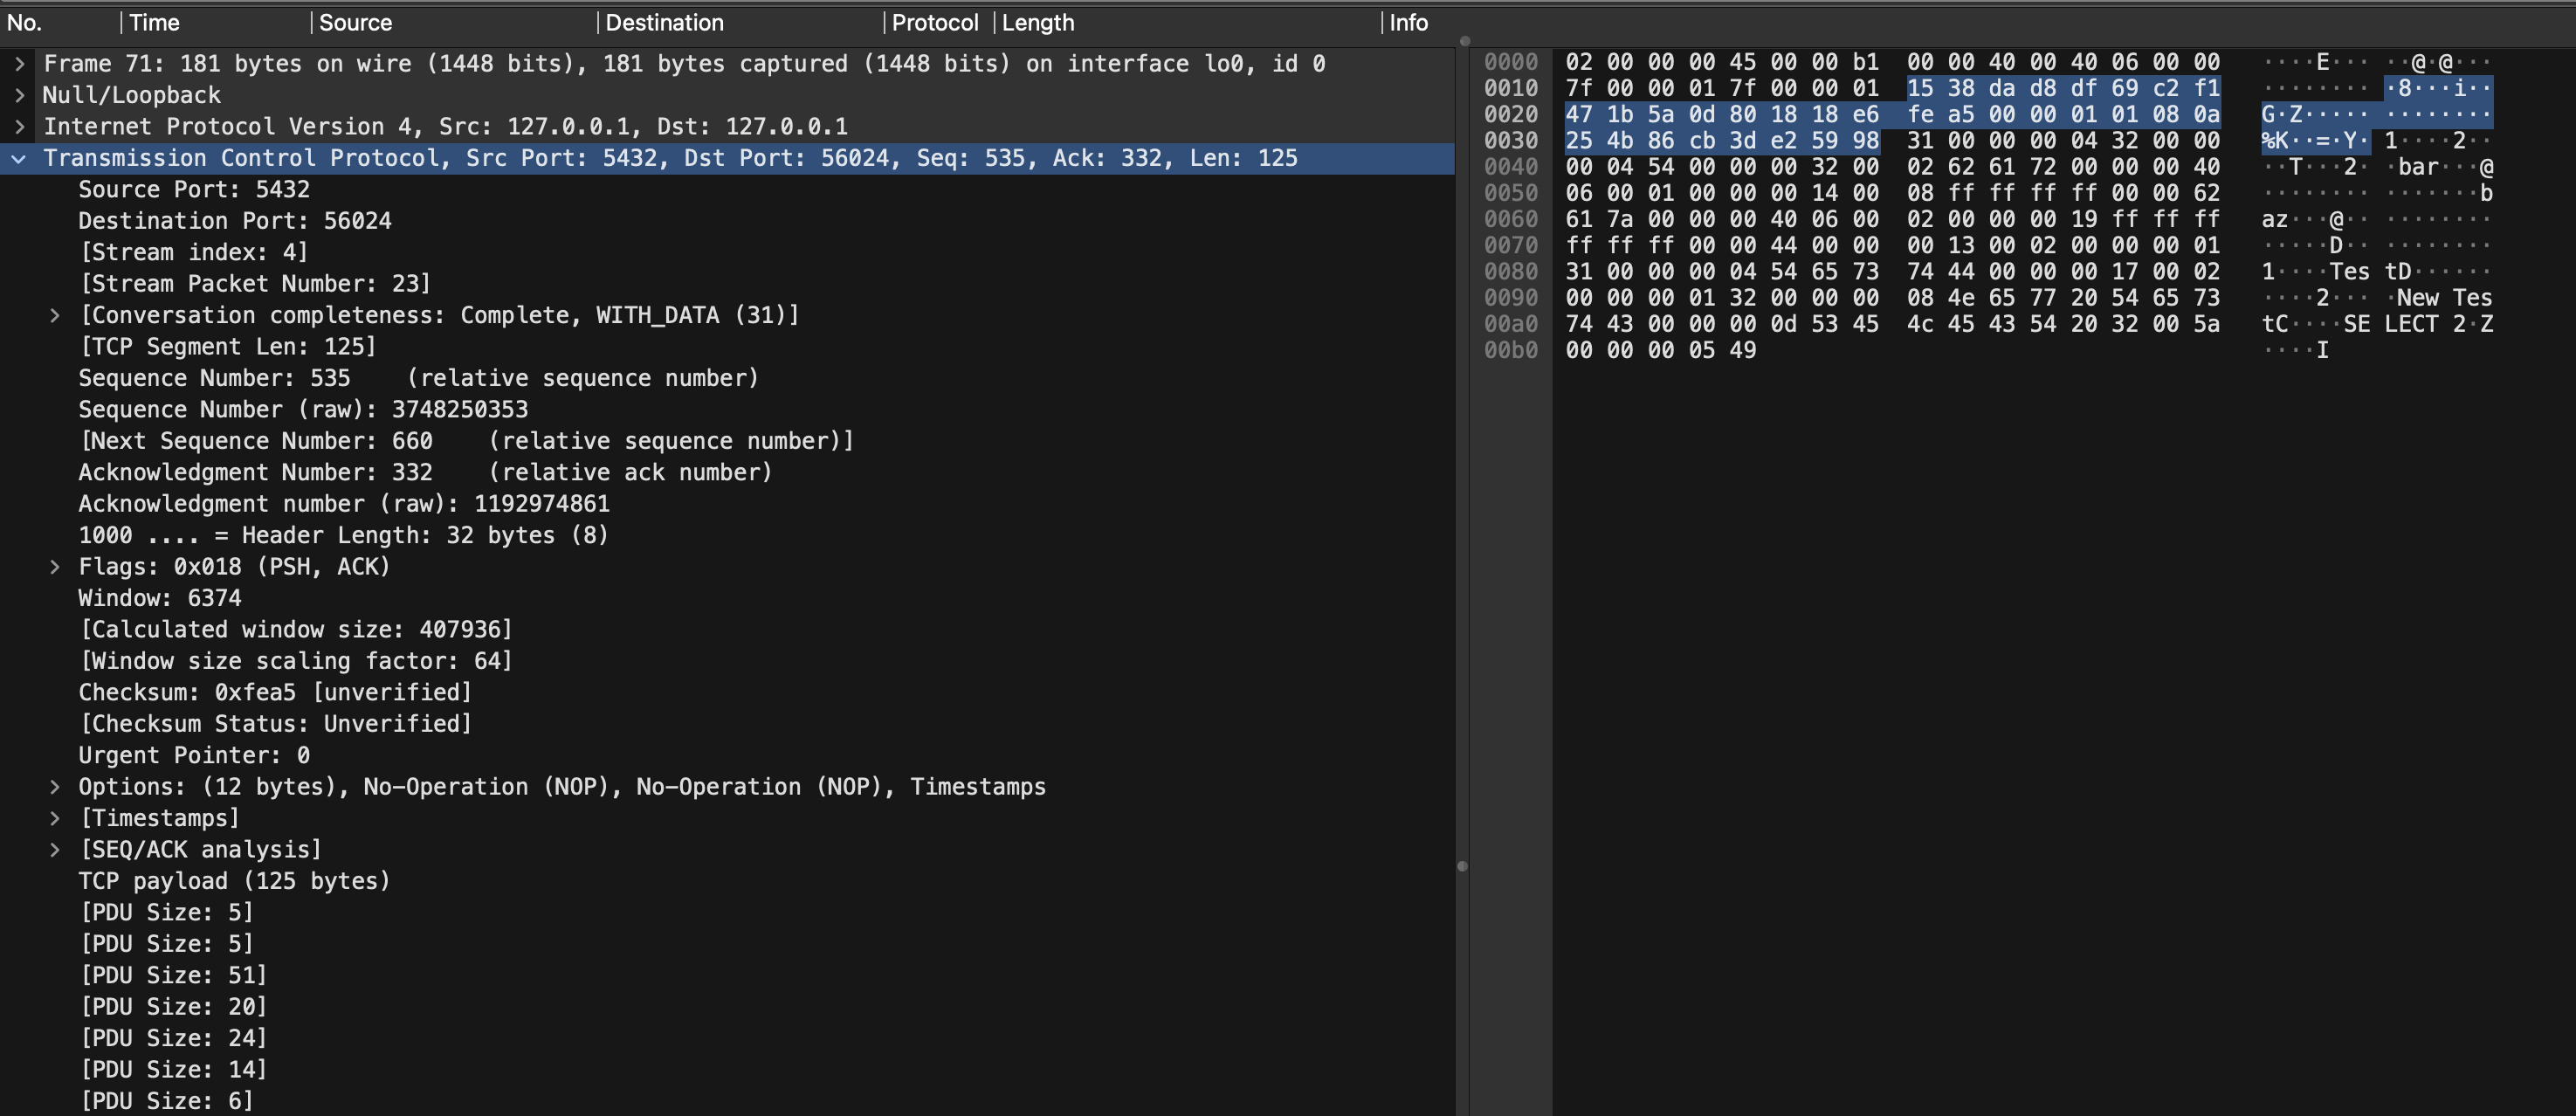 No. Time Source Destination Protocol Length Info
Frame 71: 181 bytes on wire (1448 bits), 181 bytes captured (1448 bits) on interface lo0, id 0
Null/Loopback
Internet Protocol Version 4, Src: 127.0.0.1, Dst: 127.0.0.1
Transmission Control Protocol, Src Port: 5432, Dst Port: 56024, Seq: 535, Ack: 332, Len: 125
Source Port: 5432
Destination Port: 56024
[Stream index: 4]
[Stream Packet Number: 23]
[Conversation completeness: Complete, WITH_DATA (31)]
[TCP Segment Len: 125]
Sequence Number: 535    (relative sequence number)
Sequence Number (raw): 3748250353
[Next Sequence Number: 660    (relative sequence number)]
Acknowledgment Number: 332    (relative ack number)
Acknowledgment number (raw): 1192974861
1000 .... = Header Length: 32 bytes (8)
Flags: 0x018 (PSH, ACK)
Window: 6374
[Calculated window size: 407936]
[Window size scaling factor: 64]
Checksum: 0xfea5 [unverified]
[Checksum Status: Unverified]
Urgent Pointer: 0
Options: (12 bytes), No-Operation (NOP), No-Operation (NOP), Timestamps
[Timestamps]
[SEQ/ACK analysis]
TCP payload (125 bytes)
[PDU Size: 5]
[PDU Size: 5]
[PDU Size: 51]
[PDU Size: 20]
[PDU Size: 24]
[PDU Size: 14]
[PDU Size: 6]
0000 02 00 00 00 45 00 00 b1 00 00 40 00 40 06 00 00 ····E··· ··@·@···
0010 7f 00 00 01 7f 00 00 01 15 38 da d8 df 69 c2 f1 ········ ·8···i··
0020 47 1b 5a 0d 80 18 18 e6 fe a5 00 00 01 01 08 0a G·Z····· ········
0030 25 4b 86 cb 3d e2 59 98 31 00 00 00 04 32 00 00 %K··=·Y· 1····2··
0040 00 04 54 00 00 00 32 00 02 62 61 72 00 00 00 40 ··T···2· ·bar···@
0050 06 00 01 00 00 00 14 00 08 ff ff ff ff 00 00 62 ········ ·······b
0060 61 7a 00 00 00 40 06 00 02 00 00 00 19 ff ff ff az···@·· ········
0070 ff ff ff 00 00 44 00 00 00 13 00 02 00 00 00 01 ·····D·· ········
0080 31 00 00 00 04 54 65 73 74 44 00 00 00 17 00 02 1····Tes tD······
0090 00 00 00 01 32 00 00 00 08 4e 65 77 20 54 65 73 ····2··· ·New Tes
00a0 74 43 00 00 00 0d 53 45 4c 45 43 54 20 32 00 5a tC····SE LECT 2·Z
00b0 00 00 00 05 49 ····I